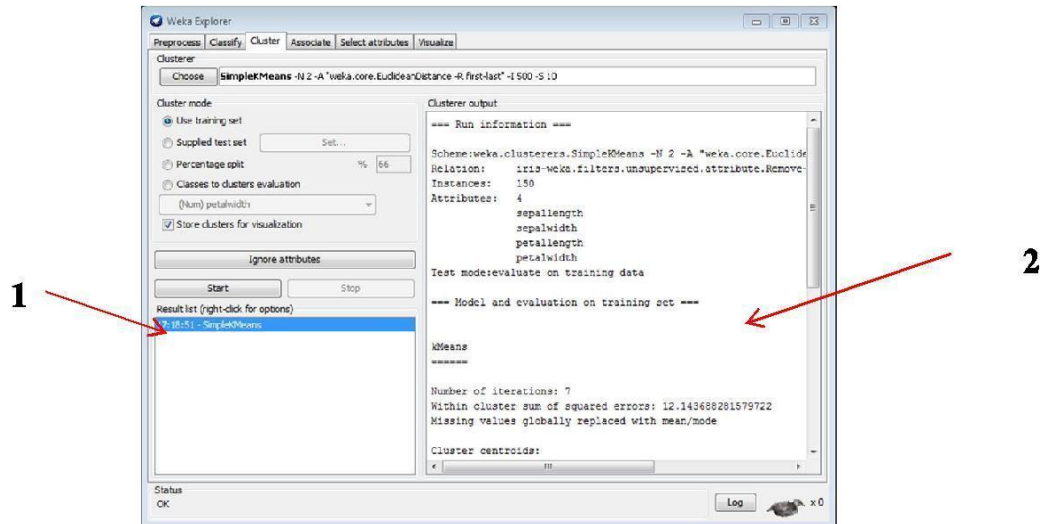 Weka Explorer
Preprocess Classify Cluster Associate Select attributes Visualize
Clusterer
Choose SimpleKMeans -N 2 -A "weka.core.EuclideanDistance -R first-last" -I 500 -S 10
Cluster mode
Use training set
Supplied test set Set...
Percentage split % 66
Classes to clusters evaluation
(Num) petalwidth
Store clusters for visualization
Ignore attributes
Start Stop
Result list (right-click for options)
7:18:51 - SimpleKMeans
1
Clusterer output
=== Run information ===
Scheme:weka.clusterers.SimpleKMeans -N 2 -A "weka.core.Euclide
Relation: iris-weka.filters.unsupervised.attribute.Remove-
Instances: 150
Attributes: 4
sepallength
sepalwidth
petallength
petalwidth
Test mode:evaluate on training data
=== Model and evaluation on training set ===
kMeans
======
Number of iterations: 7
Within cluster sum of squared errors: 12.143688281579722
Missing values globally replaced with mean/mode
Cluster centroids:
2
Status
OK
Log x 0